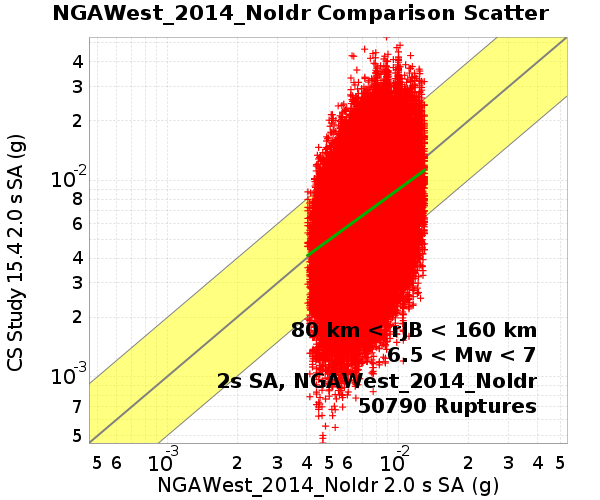 NGAWest_2014_NoIdr Comparison Scatter
CS Study 15.4 2.0 s SA (g)
4
3
2
10⁻²
8
6
4
3
2
10⁻³
7
5
80 km < rJB < 160 km
6.5 < Mw < 7
2s SA, NGAWest_2014_NoIdr
50790 Ruptures
5 6 10⁻³ 2 3 4 5 6 10⁻² 2 3 4 5
NGAWest_2014_NoIdr 2.0 s SA (g)